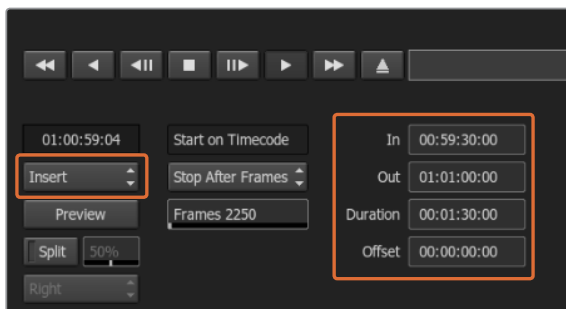 01:00:59:04 Start on Timecode In 00:59:30:00
Insert Stop After Frames Out 01:01:00:00
Preview Frames 2250 Duration 00:01:30:00
Split 50% Offset 00:00:00:00
Right